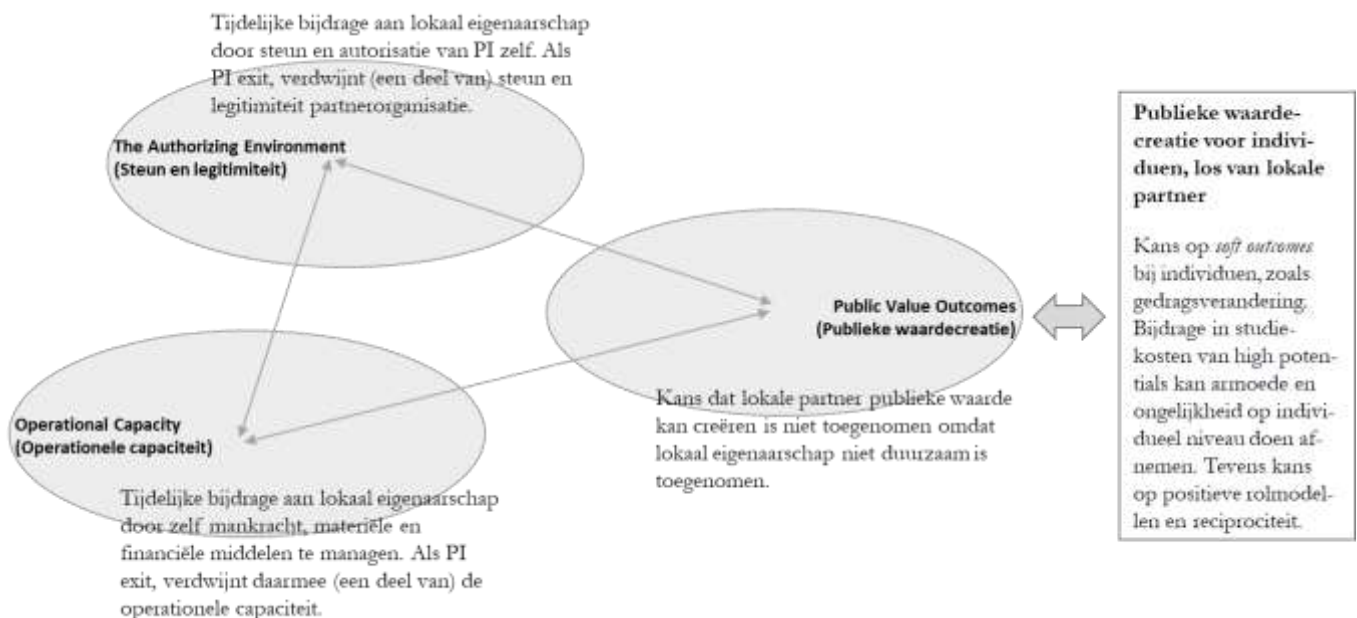 Tijdelijke bijdrage aan lokaal eigenaarschap
door steun en autorisatie van PI zelf. Als
PI exit, verdwijnt (een deel van) steun en
legitimiteit partnerorganisatie.
The Authorizing Environment
(Steun en legitimiteit)
Public Value Outcomes
(Publieke waardecreatie)
Kans dat lokale partner publieke waarde
kan creëren is niet toegenomen omdat
lokaal eigenaarschap niet duurzaam is
toegenomen.
Operational Capacity
(Operationele capaciteit)
Tijdelijke bijdrage aan lokaal eigenaarschap
door zelf mankracht, materiële en
financiële middelen te managen. Als PI
exit, verdwijnt daarmee (een deel van) de
operationele capaciteit.
Publieke waarde-
creatie voor indivi-
duen, los van lokale
partner
Kans op soft outcomes
bij individuen, zoals
gedragsverandering.
Bijdrage in studie-
kosten van high poten-
tials kan armoede en
ongelijkheid op indivi-
dueel niveau doen af-
nemen. Tevens kans
op positieve rolmodel-
len en reciprociteit.